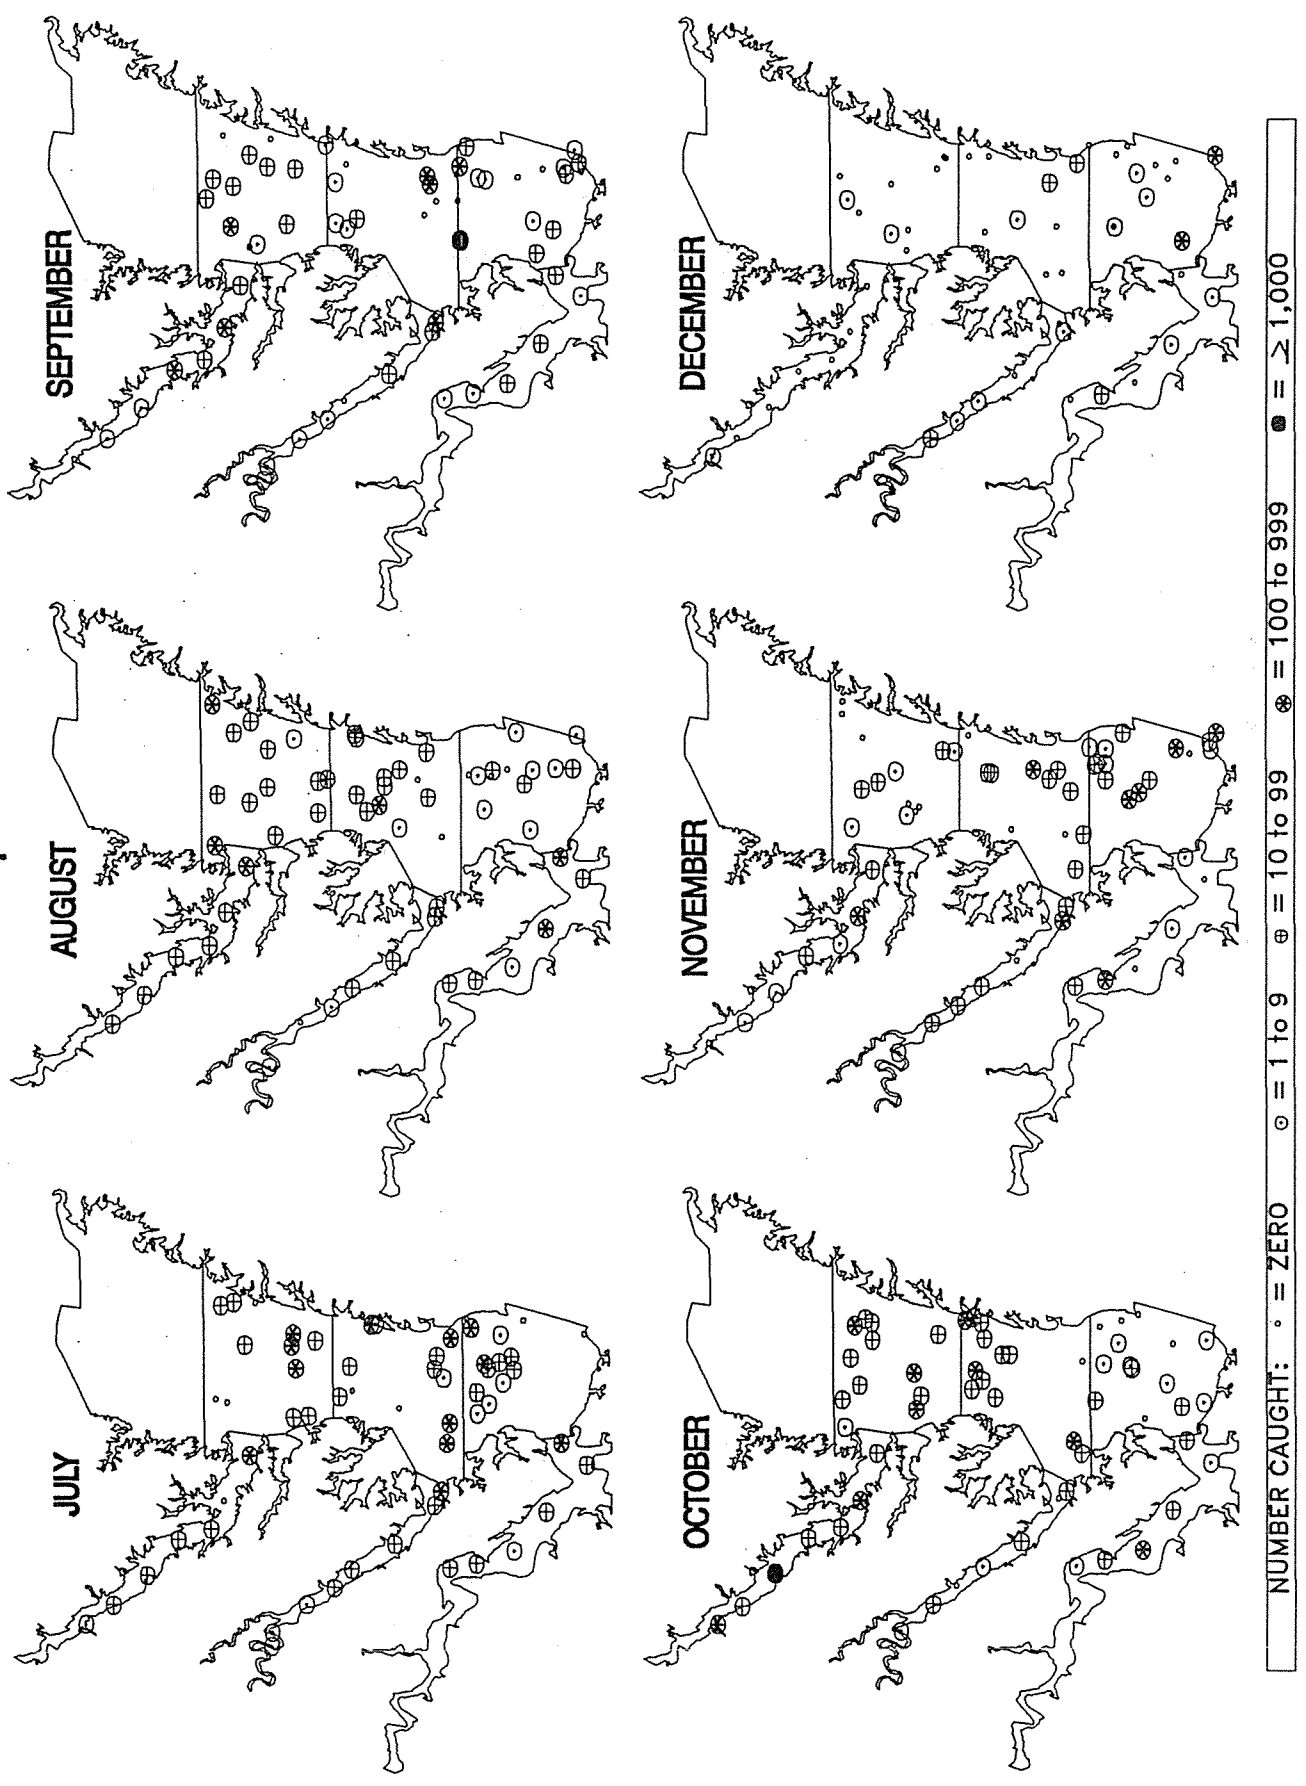 JULY
AUGUST
SEPTEMBER
OCTOBER
NOVEMBER
DECEMBER
NUMBER CAUGHT: ∘ = ZERO ⊙ = 1 to 9 ⊕ = 10 to 99 ⊛ = 100 to 999 ● = ≥ 1,000